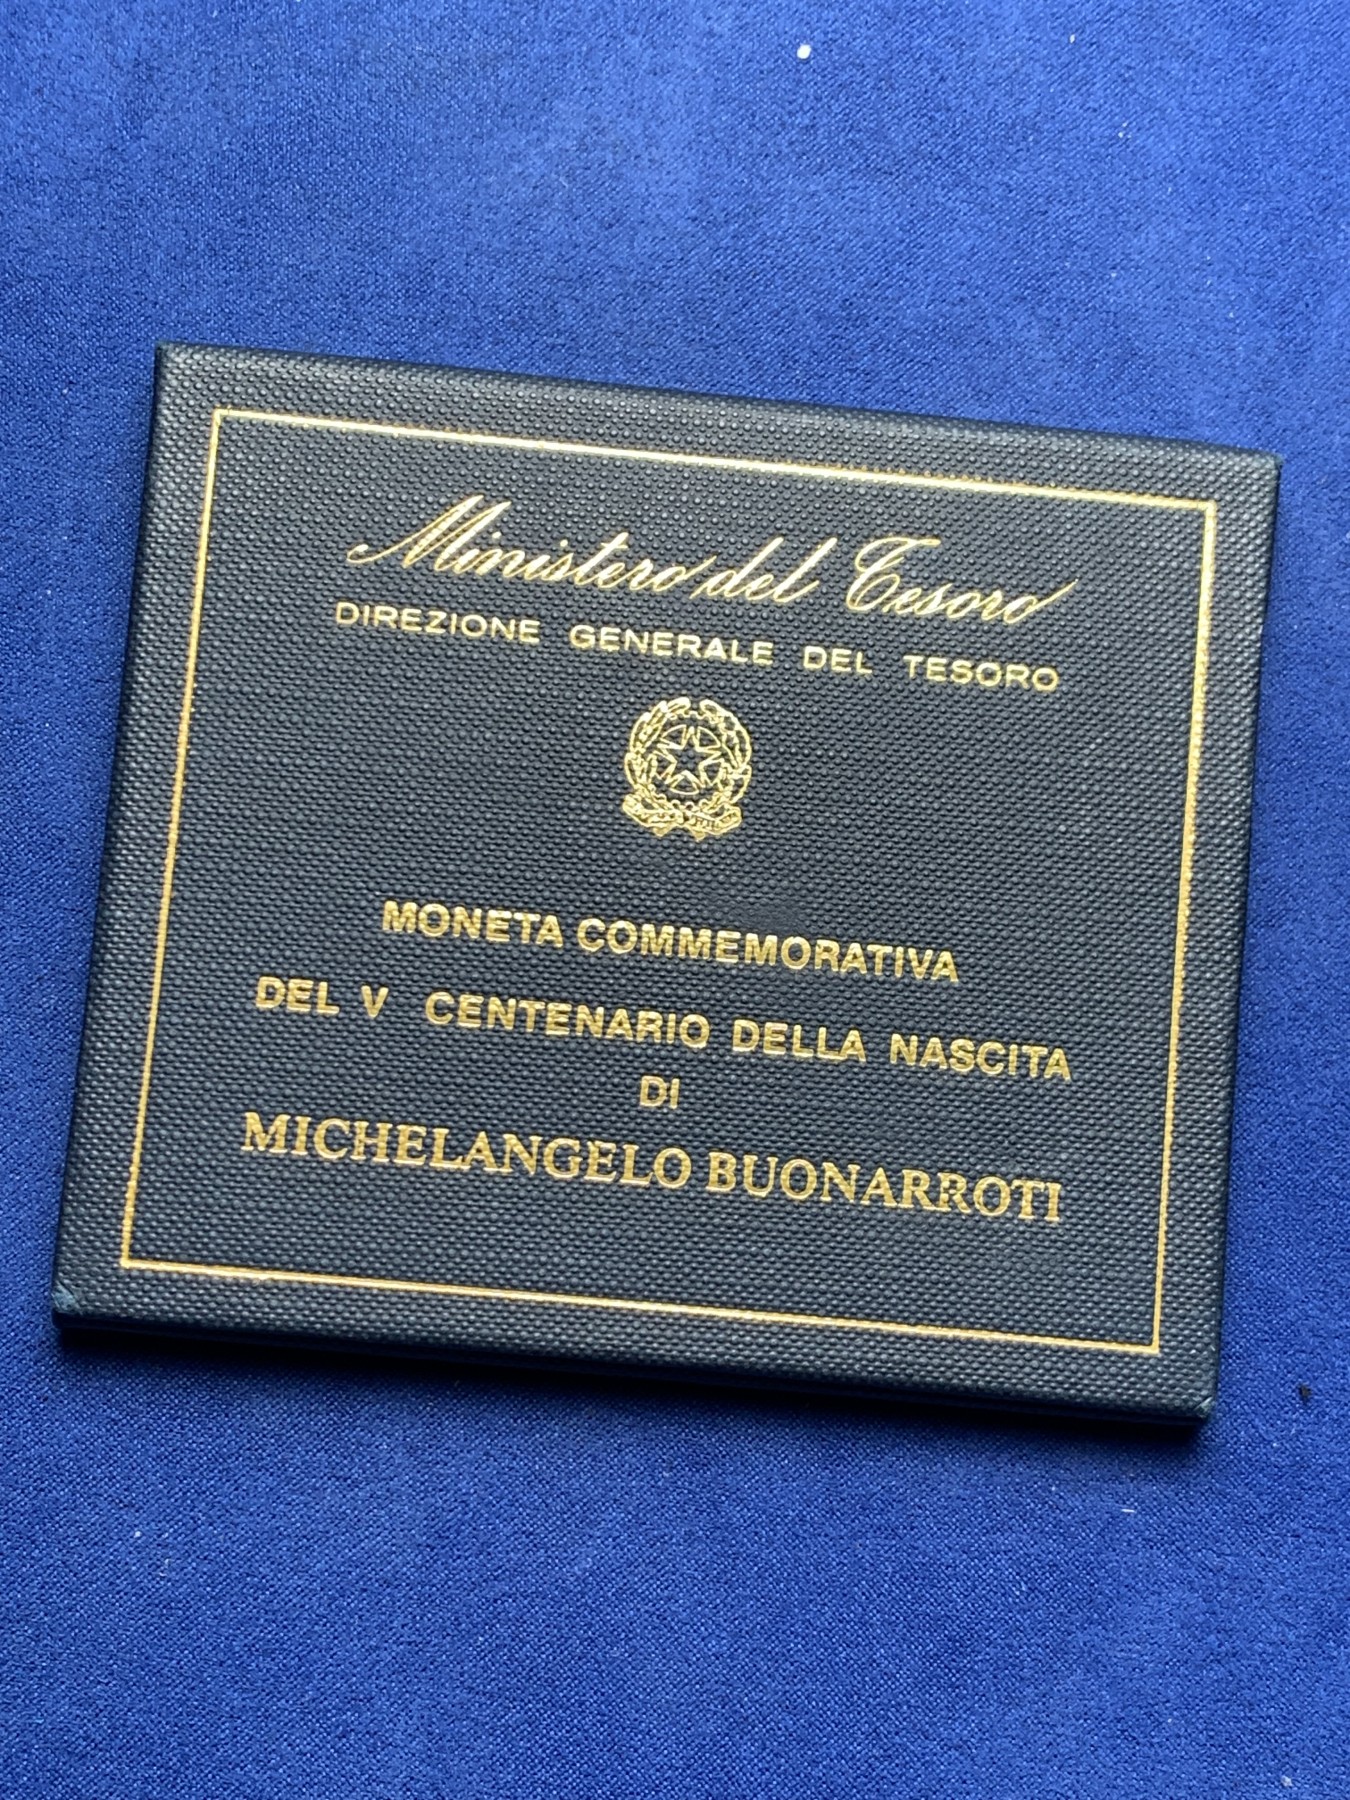 Ministero del Tesoro
DIREZIONE GENERALE DEL TESORO
MONETA COMMEMORATIVA
DEL V CENTENARIO DELLA NASCITA
DI
MICHELANGELO BUONARROTI